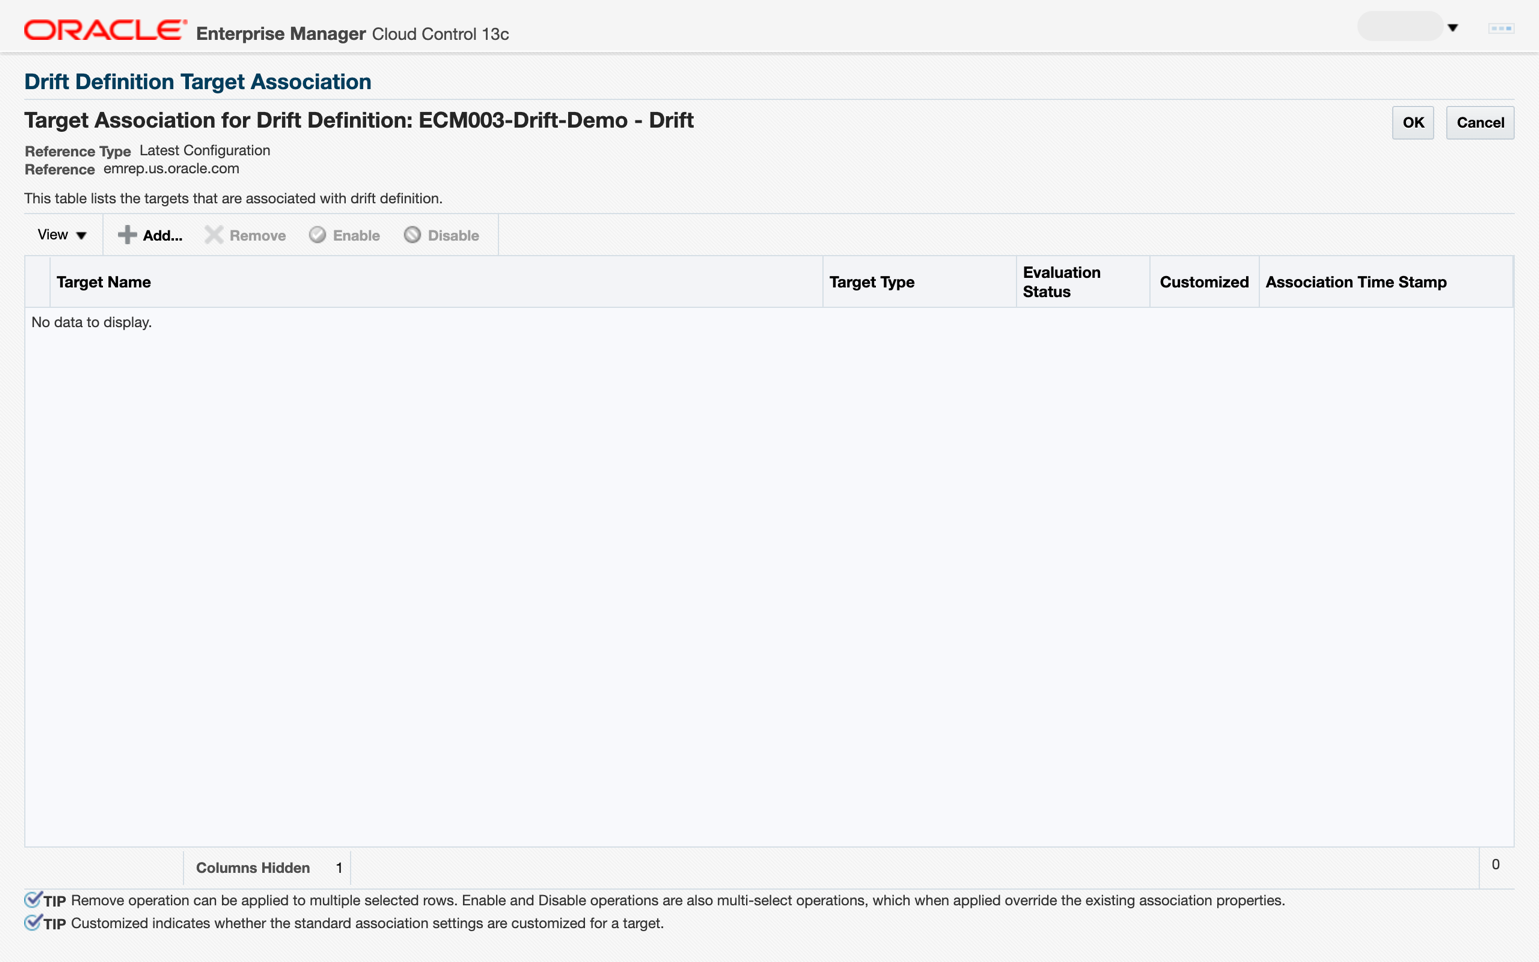 ORACLE® Enterprise Manager Cloud Control 13c
Drift Definition Target Association
Target Association for Drift Definition: ECM003-Drift-Demo - Drift
OK
Cancel
Reference Type Latest Configuration
Reference emrep.us.oracle.com
This table lists the targets that are associated with drift definition.
View
Add...
Remove
Enable
Disable
Target Name
Target Type
Evaluation
Status
Customized
Association Time Stamp
No data to display.
Columns Hidden 1
0
TIP Remove operation can be applied to multiple selected rows. Enable and Disable operations are also multi-select operations, which when applied override the existing association properties.
TIP Customized indicates whether the standard association settings are customized for a target.